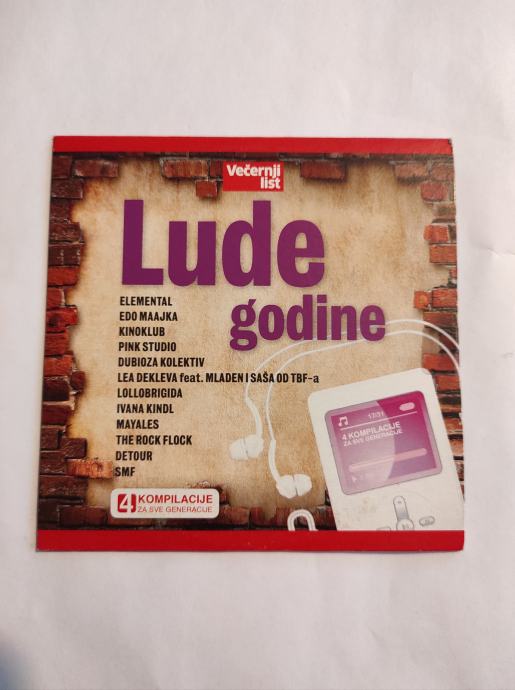 Večernji
list
Lude
godine
ELEMENTAL
EDO MAAJKA
KINOKLUB
PINK STUDIO
DUBIOZA KOLEKTIV
LEA DEKLEVA feat. MLADEN I SAŠA OD TBF-a
LOLLOBRIGIDA
IVANA KINDL
MAYALES
THE ROCK FLOCK
DETOUR
SMF
4 KOMPILACIJE
ZA SVE GENERACIJE
17/31
4 KOMPILACIJE
ZA SVE GENERACIJE